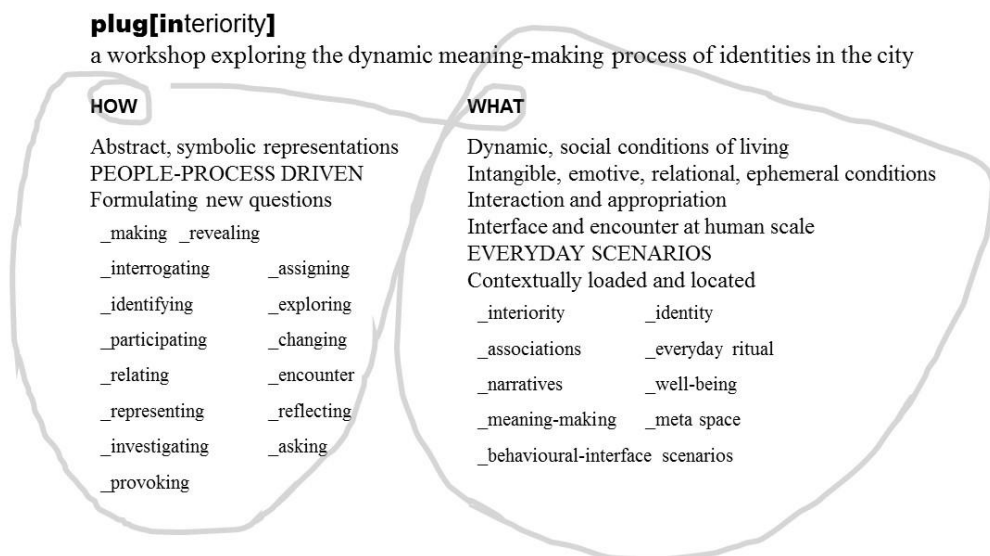 plug[interiority]
a workshop exploring the dynamic meaning-making process of identities in the city
HOW
Abstract, symbolic representations
PEOPLE-PROCESS DRIVEN
Formulating new questions
_making _revealing
_interrogating _assigning
_identifying _exploring
_participating _changing
_relating _encounter
_representing _reflecting
_investigating _asking
_provoking
WHAT
Dynamic, social conditions of living
Intangible, emotive, relational, ephemeral conditions
Interaction and appropriation
Interface and encounter at human scale
EVERYDAY SCENARIOS
Contextually loaded and located
_interiority _identity
_associations _everyday ritual
_narratives _well-being
_meaning-making _meta space
_behavioural-interface scenarios